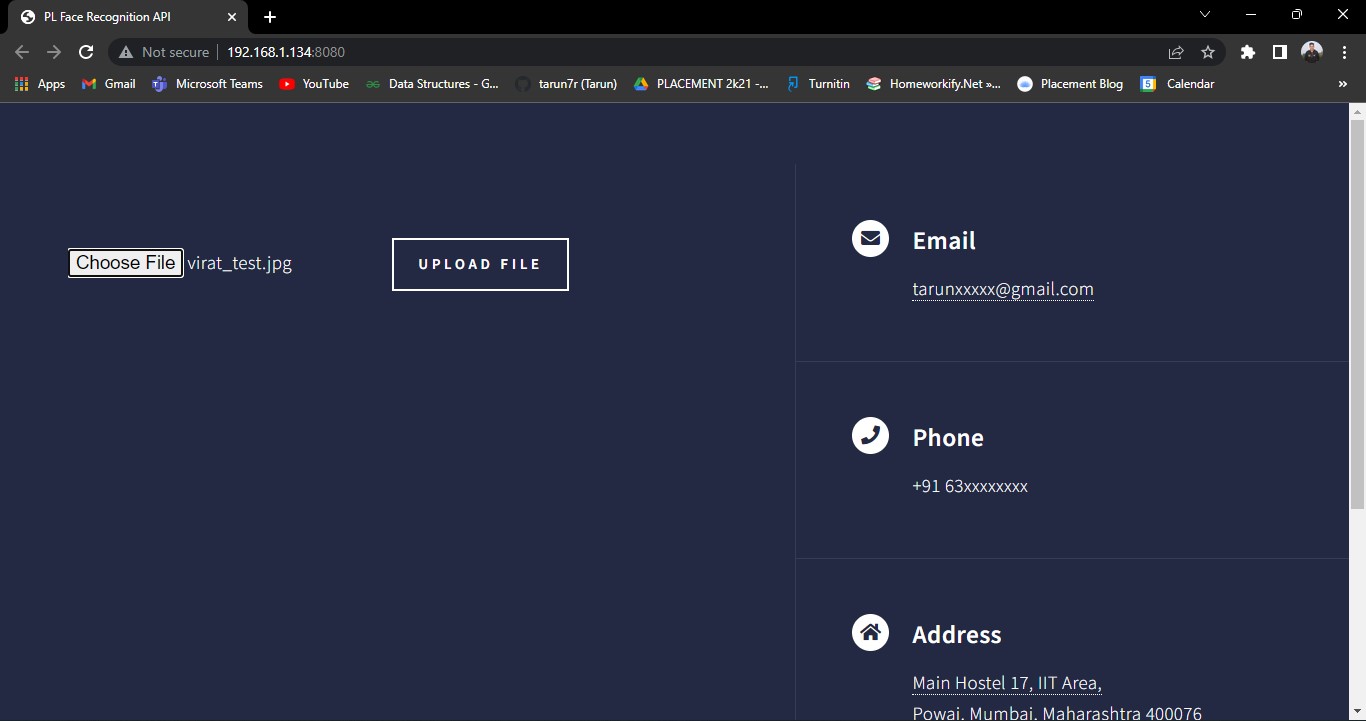 PL Face Recognition API
Not secure 192.168.1.134:8080
Apps Gmail Microsoft Teams YouTube Data Structures - G... tarun7r (Tarun) PLACEMENT 2k21 -... Turnitin Homeworkify.Net »... Placement Blog 5 Calendar »
Choose File virat_test.jpg
UPLOAD FILE
Email
tarunxxxxx@gmail.com
Phone
+91 63xxxxxxxx
Address
Main Hostel 17, IIT Area,
Powai, Mumbai, Maharashtra 400076